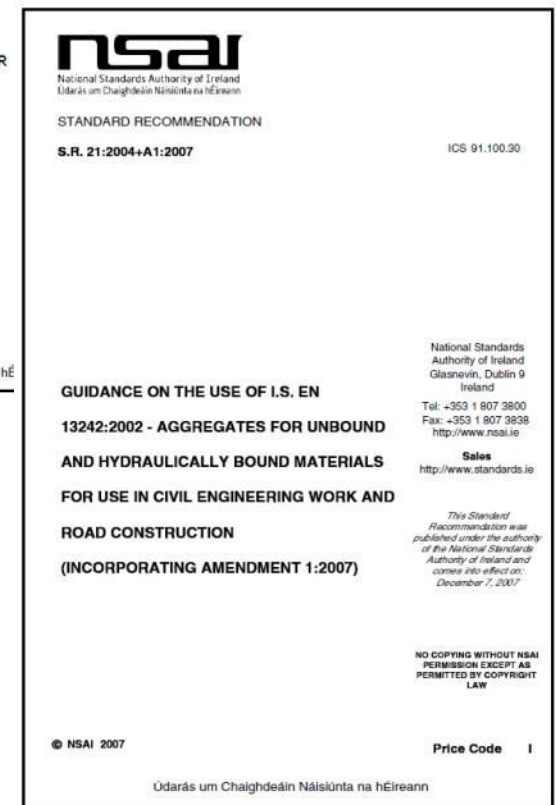 R
hÉ
nsai
National Standards Authority of Ireland
Údarás um Chaighdeáin Náisiúnta na hÉireann
STANDARD RECOMMENDATION
S.R. 21:2004+A1:2007
ICS 91.100.30
National Standards
Authority of Ireland
Glasnevin, Dublin 9
Ireland
Tel: +353 1 807 3800
Fax: +353 1 807 3838
http://www.nsai.ie
Sales
http://www.standards.ie
GUIDANCE ON THE USE OF I.S. EN
13242:2002 - AGGREGATES FOR UNBOUND
AND HYDRAULICALLY BOUND MATERIALS
FOR USE IN CIVIL ENGINEERING WORK AND
ROAD CONSTRUCTION
(INCORPORATING AMENDMENT 1:2007)
This Standard
Recommendation was
published under the authority
of the National Standards
Authority of Ireland and
comes into effect on:
December 7, 2007
NO COPYING WITHOUT NSAI
PERMISSION EXCEPT AS
PERMITTED BY COPYRIGHT
LAW
© NSAI 2007
Price Code I
Údarás um Chaighdeáin Náisiúnta na hÉireann